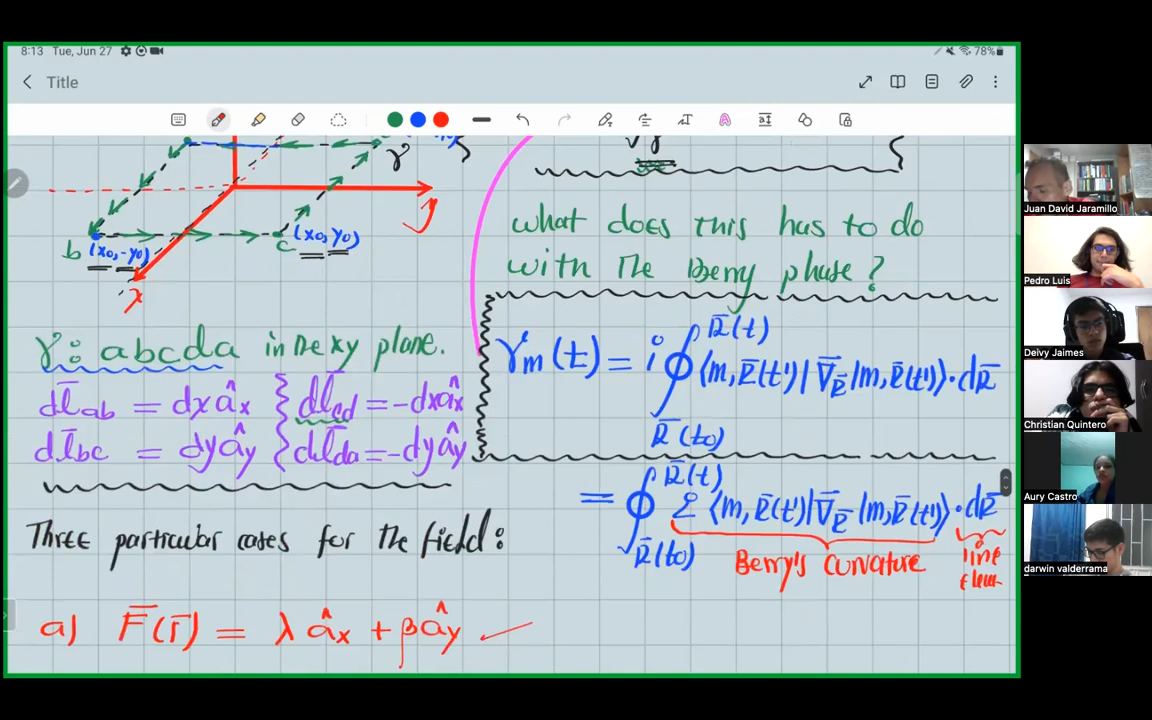 8:13 Tue, Jun 27
78%
Title
y
b
(x0,-y0)
c
(x0,y0)
x
γ
γ: abcda in the xy plane.
dl̄ab = dx âx { dl̄cd = -dx âx
dl̄bc = dy ây { dl̄da = -dy ây
Three particular cases for the field:
a) F̄(r̄) = λ âx + β ây
what does this has to do
with the Berry phase?
γm(t) = i ∮ ⟨m, R̄(t')| ∇̄R̄ |m, R̄(t')⟩ · dR̄
R̄(t)
R̄(t0)
= ∮ i ⟨m, R̄(t')| ∇̄R̄ |m, R̄(t')⟩ · dR̄
R̄(t)
R̄(t0)
Berry's curvature
line
Juan David Jaramillo
Pedro Luis
Deivy Jaimes
Christian Quintero
Aury Castro
darwin valderrama